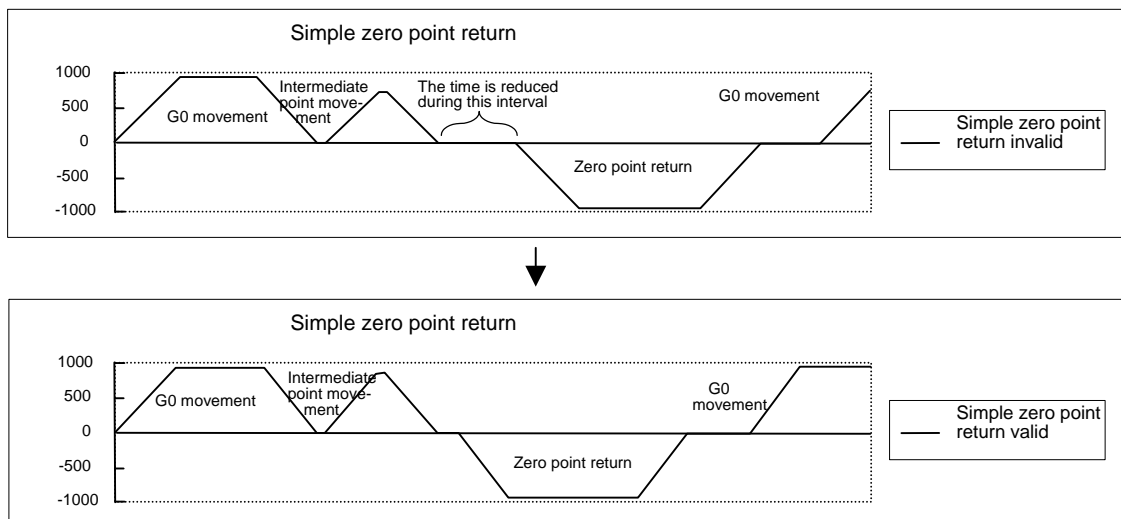 Simple zero point return
1000
500
0
-500
-1000
G0 movement
Intermediate
point move-
ment
The time is reduced
during this interval
Zero point return
G0 movement
Simple zero point
return invalid
Simple zero point return
1000
500
0
-500
-1000
G0 movement
Intermediate
point move-
ment
Zero point return
G0
movement
Simple zero point
return valid